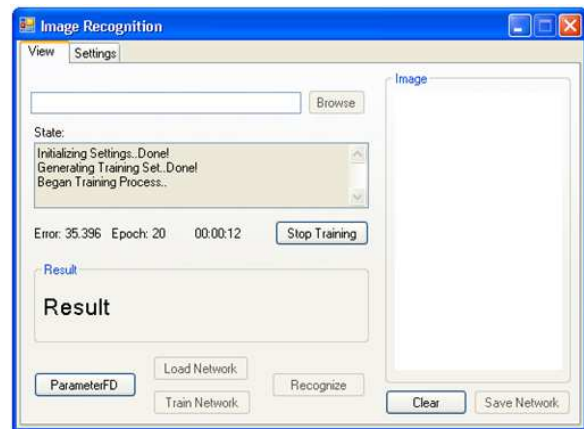 Image Recognition
View Settings
Image
Browse
State:
Initializing Settings..Done!
Generating Training Set..Done!
Began Training Process..
Error: 35.396 Epoch: 20 00:00:12 Stop Training
Result
Result
Load Network
ParameterFD Recognize
Train Network
Clear Save Network